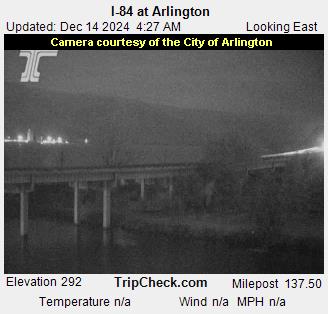 I-84 at Arlington
Updated: Dec 14 2024 4:27 AM Looking East
Camera courtesy of the City of Arlington
Elevation 292 TripCheck.com Milepost 137.50
Temperature n/a Wind n/a MPH n/a